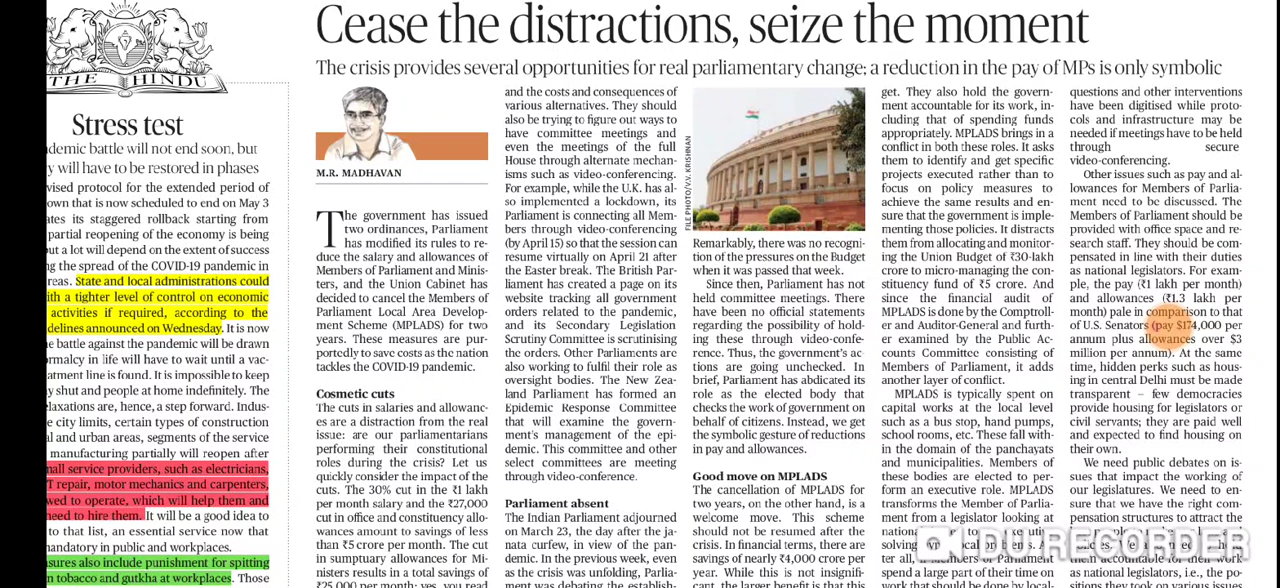 THE HINDU
Stress test
battle will not end soon, but
will have to be restored in phases
protocol for the extended period of
that is now scheduled to end on May 3
its staggered rollback starting from
partial reopening of the economy is being
a lot will depend on the extent of success
the spread of the COVID-19 pandemic in
State and local administrations could
a tighter level of control on economic
activities if required, according to the
announced on Wednesday. It is now
battle against the pandemic will be drawn
in life will have to wait until a vac-
line is found. It is impossible to keep
shut and people at home indefinitely. The
are, hence, a step forward. Indus-
city limits, certain types of construction
and urban areas, segments of the service
manufacturing partially will reopen after
service providers, such as electricians,
repair, motor mechanics and carpenters,
to operate, which will help them and
need to hire them. It will be a good idea to
to that list, an essential service now that
mandatory in public and workplaces.
also include punishment for spitting
tobacco and gutkha at workplaces. Those
Cease the distractions, seize the moment
The crisis provides several opportunities for real parliamentary change; a reduction in the pay of MPs is only symbolic
M.R. MADHAVAN
The government has issued
two ordinances, Parliament
has modified its rules to re-
duce the salary and allowances of
Members of Parliament and Minis-
ters, and the Union Cabinet has
decided to cancel the Members of
Parliament Local Area Develop-
ment Scheme (MPLADS) for two
years. These measures are pur-
portedly to save costs as the nation
tackles the COVID-19 pandemic.
Cosmetic cuts
The cuts in salaries and allowanc-
es are a distraction from the real
issue: are our parliamentarians
performing their constitutional
roles during the crisis? Let us
quickly consider the impact of the
cuts. The 30% cut in the ₹1 lakh
per month salary and the ₹27,000
cut in office and constituency allo-
wances amount to savings of less
than ₹5 crore per month. The cut
in sumptuary allowances for Mi-
nisters results in a total savings of
₹25,000 per month; yes, you read
and the costs and consequences of
various alternatives. They should
also be trying to figure out ways to
have committee meetings and
even the meetings of the full
House through alternate mechan-
isms such as video-conferencing.
For example, while the U.K. has al-
so implemented a lockdown, its
Parliament is connecting all Mem-
bers through video-conferencing
(by April 15) so that the session can
resume virtually on April 21 after
the Easter break. The British Par-
liament has created a page on its
website tracking all government
orders related to the pandemic,
and its Secondary Legislation
Scrutiny Committee is scrutinising
the orders. Other Parliaments are
also working to fulfil their role as
oversight bodies. The New Zea-
land Parliament has formed an
Epidemic Response Committee
that will examine the govern-
ment's management of the epi-
demic. This committee and other
select committees are meeting
through video-conference.
Parliament absent
The Indian Parliament adjourned
on March 23, the day after the ja-
nata curfew, in view of the pan-
demic. In the previous week, even
as the crisis was unfolding, Parlia-
ment was debating the establish-
FILE PHOTO/V.V. KRISHNAN
Remarkably, there was no recogni-
tion of the pressures on the Budget
when it was passed that week.
Since then, Parliament has not
held committee meetings. There
have been no official statements
regarding the possibility of hold-
ing these through video-confe-
rence. Thus, the government's ac-
tions are going unchecked. In
brief, Parliament has abdicated its
role as the elected body that
checks the work of government on
behalf of citizens. Instead, we get
the symbolic gesture of reductions
in pay and allowances.
Good move on MPLADS
The cancellation of MPLADS for
two years, on the other hand, is a
welcome move. This scheme
should not be resumed after the
crisis. In financial terms, there are
savings of nearly ₹4,000 crore per
year. While this is not insignifi-
cant, the larger benefit is that this
get. They also hold the govern-
ment accountable for its work, in-
cluding that of spending funds
appropriately. MPLADS brings in a
conflict in both these roles. It asks
them to identify and get specific
projects executed rather than to
focus on policy measures to
achieve the same results and en-
sure that the government is imple-
menting those policies. It distracts
them from allocating and monitor-
ing the Union Budget of ₹30-lakh
crore to micro-managing the con-
stituency fund of ₹5 crore. And
since the financial audit of
MPLADS is done by the Comptroll-
er and Auditor-General and furth-
er examined by the Public Ac-
counts Committee consisting of
Members of Parliament, it adds
another layer of conflict.
MPLADS is typically spent on
capital works at the local level
such as a bus stop, hand pumps,
school rooms, etc. These fall with-
in the domain of the panchayats
and municipalities. Members of
these bodies are elected to per-
form an executive role. MPLADS
transforms the Member of Parlia-
ment from a legislator looking at
spend a large part of their time on
work that should be done by local-
questions and other interventions
have been digitised while proto-
cols and infrastructure may be
needed if meetings have to be held
through secure
video-conferencing.
Other issues such as pay and al-
lowances for Members of Parlia-
ment need to be discussed. The
Members of Parliament should be
provided with office space and re-
search staff. They should be com-
pensated in line with their duties
as national legislators. For exam-
ple, the pay (₹1 lakh per month)
and allowances (₹1.3 lakh per
month) pale in comparison to that
of U.S. Senators (pay $174,000 per
annum plus allowances over $3
million per annum). At the same
time, hidden perks such as hous-
ing in central Delhi must be made
transparent – few democracies
provide housing for legislators or
civil servants; they are paid well
and expected to find housing on
their own.
We need public debates on is-
sues that impact the working of
our legislatures. We need to en-
sure that we have the right com-
pensation structures to attract the
as national legislators, i.e., the po-
sitions they took on various issues
DU RECORDER